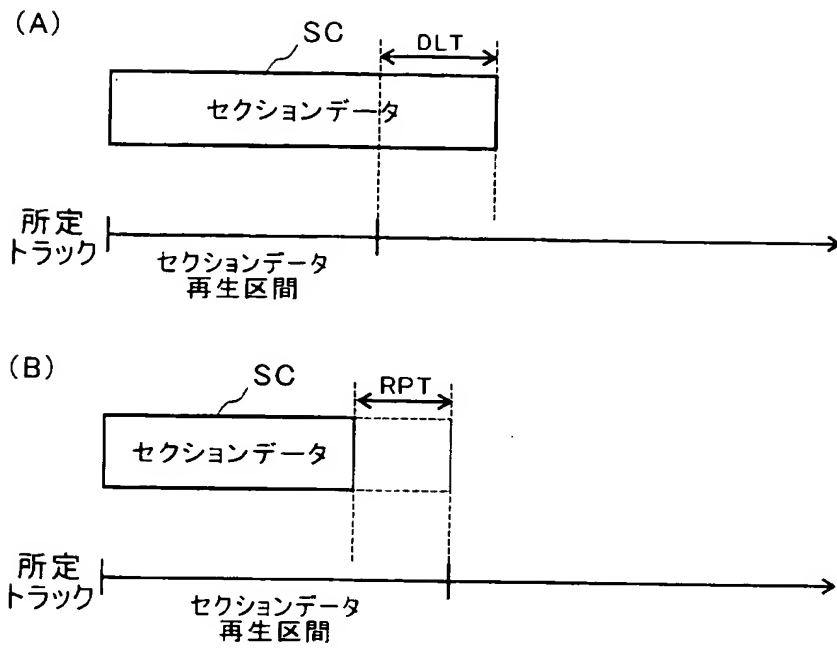 (A)
SC
DLT
セクションデータ
所定
トラック
セクションデータ
再生区間
(B)
SC
RPT
セクションデータ
所定
トラック
セクションデータ
再生区間